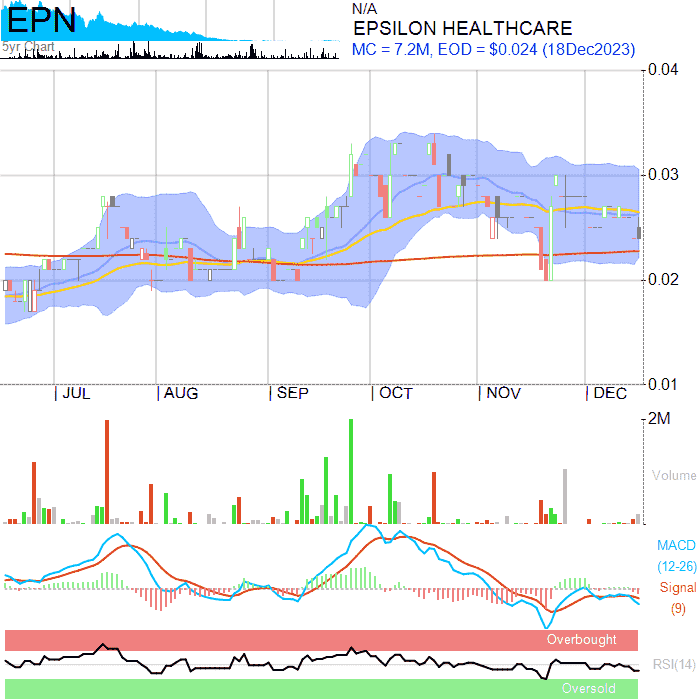 EPN
5yr Chart
N/A
EPSILON HEALTHCARE
MC = 7.2M, EOD = $0.024 (18Dec2023)
0.04
0.03
0.02
0.01
JUL AUG SEP OCT NOV DEC
2M
Volume
MACD
(12-26)
Signal
(9)
Overbought
RSI(14)
Oversold